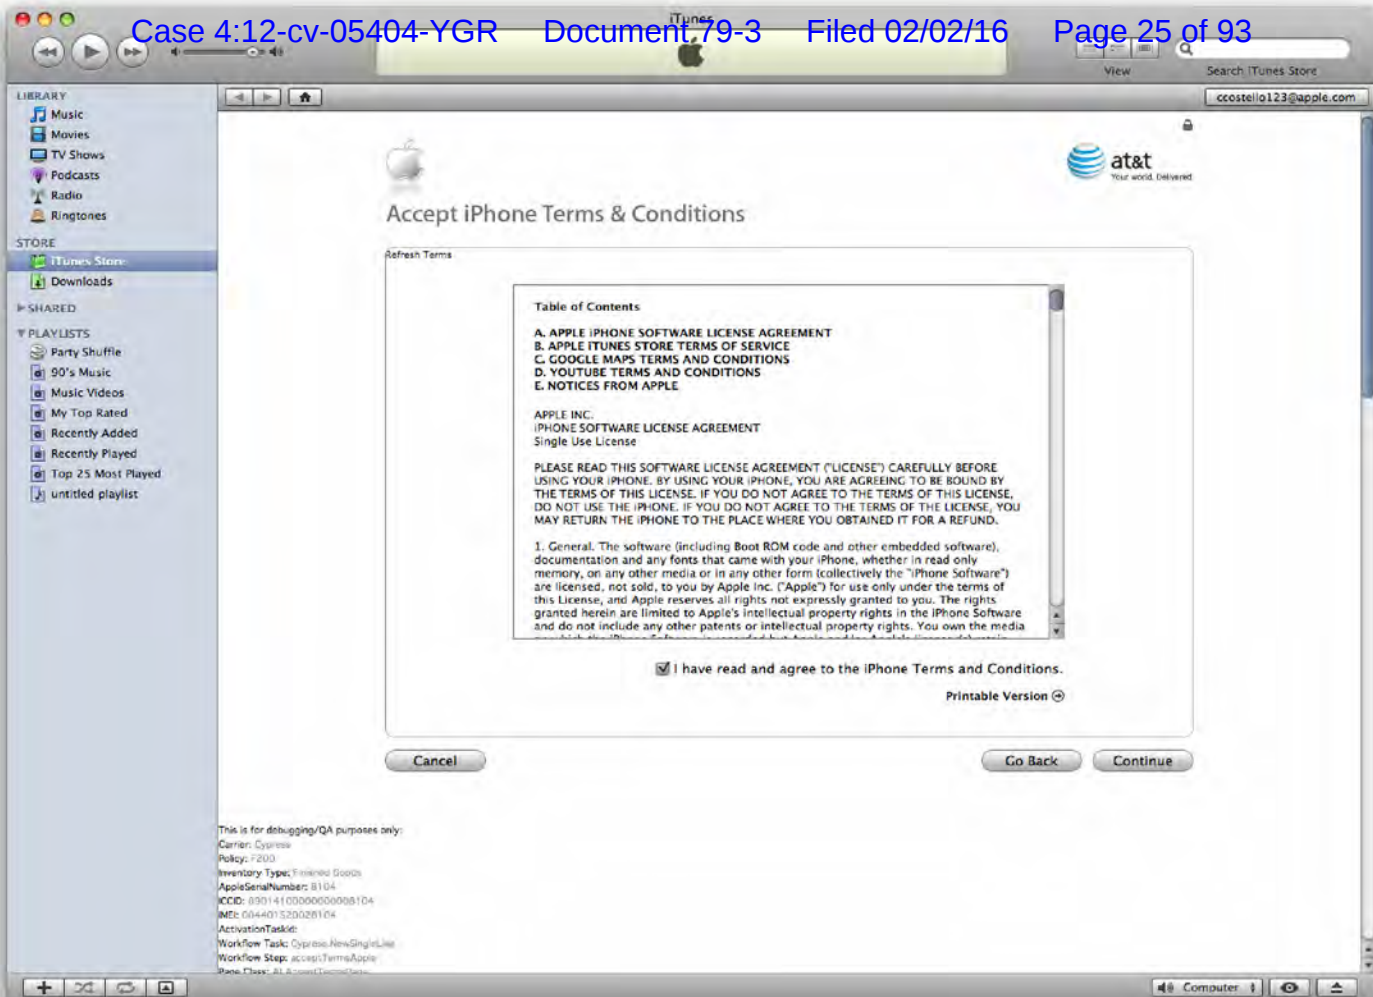 iTunes
Case 4:12-cv-05404-YGR Document 79-3 Filed 02/02/16 Page 25 of 93
View
Search iTunes Store
ccostello123@apple.com
LIBRARY
Music
Movies
TV Shows
Podcasts
Radio
Ringtones
STORE
iTunes Store
Downloads
SHARED
PLAYLISTS
Party Shuffle
90's Music
Music Videos
My Top Rated
Recently Added
Recently Played
Top 25 Most Played
untitled playlist
at&t
Your world. Delivered
Accept iPhone Terms & Conditions
Refresh Terms
Table of Contents
A. APPLE iPHONE SOFTWARE LICENSE AGREEMENT
B. APPLE iTUNES STORE TERMS OF SERVICE
C. GOOGLE MAPS TERMS AND CONDITIONS
D. YOUTUBE TERMS AND CONDITIONS
E. NOTICES FROM APPLE
APPLE INC.
iPHONE SOFTWARE LICENSE AGREEMENT
Single Use License
PLEASE READ THIS SOFTWARE LICENSE AGREEMENT ("LICENSE") CAREFULLY BEFORE
USING YOUR iPHONE. BY USING YOUR iPHONE, YOU ARE AGREEING TO BE BOUND BY
THE TERMS OF THIS LICENSE. IF YOU DO NOT AGREE TO THE TERMS OF THIS LICENSE,
DO NOT USE THE iPHONE. IF YOU DO NOT AGREE TO THE TERMS OF THE LICENSE, YOU
MAY RETURN THE iPHONE TO THE PLACE WHERE YOU OBTAINED IT FOR A REFUND.
1. General. The software (including Boot ROM code and other embedded software),
documentation and any fonts that came with your iPhone, whether in read only
memory, on any other media or in any other form (collectively the "iPhone Software")
are licensed, not sold, to you by Apple Inc. ("Apple") for use only under the terms of
this License, and Apple reserves all rights not expressly granted to you. The rights
granted herein are limited to Apple's intellectual property rights in the iPhone Software
and do not include any other patents or intellectual property rights. You own the media
I have read and agree to the iPhone Terms and Conditions.
Printable Version
Cancel
Go Back
Continue
This is for debugging/QA purposes only:
Carrier: Cypress
Policy: F200
Inventory Type: Finished Goods
AppleSerialNumber: 8104
ICCID:
IMEI: 004401520028104
ActivationTaskId:
Workflow Task: Cypress.NewSingleLine
Workflow Step: acceptTermsApple
Page Class:
Computer